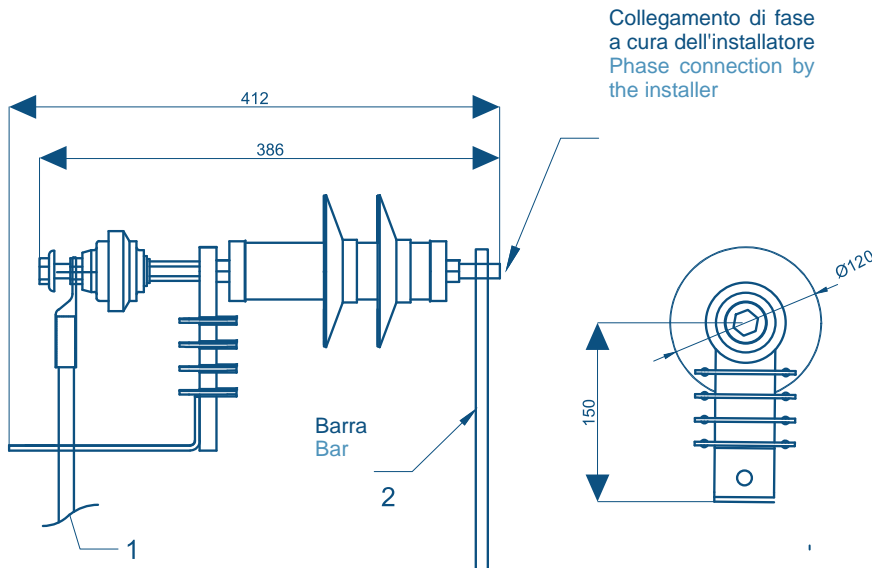 Collegamento di fase
a cura dell'installatore
Phase connection by
the installer
412
386
Ø120
150
Barra
Bar
2
1